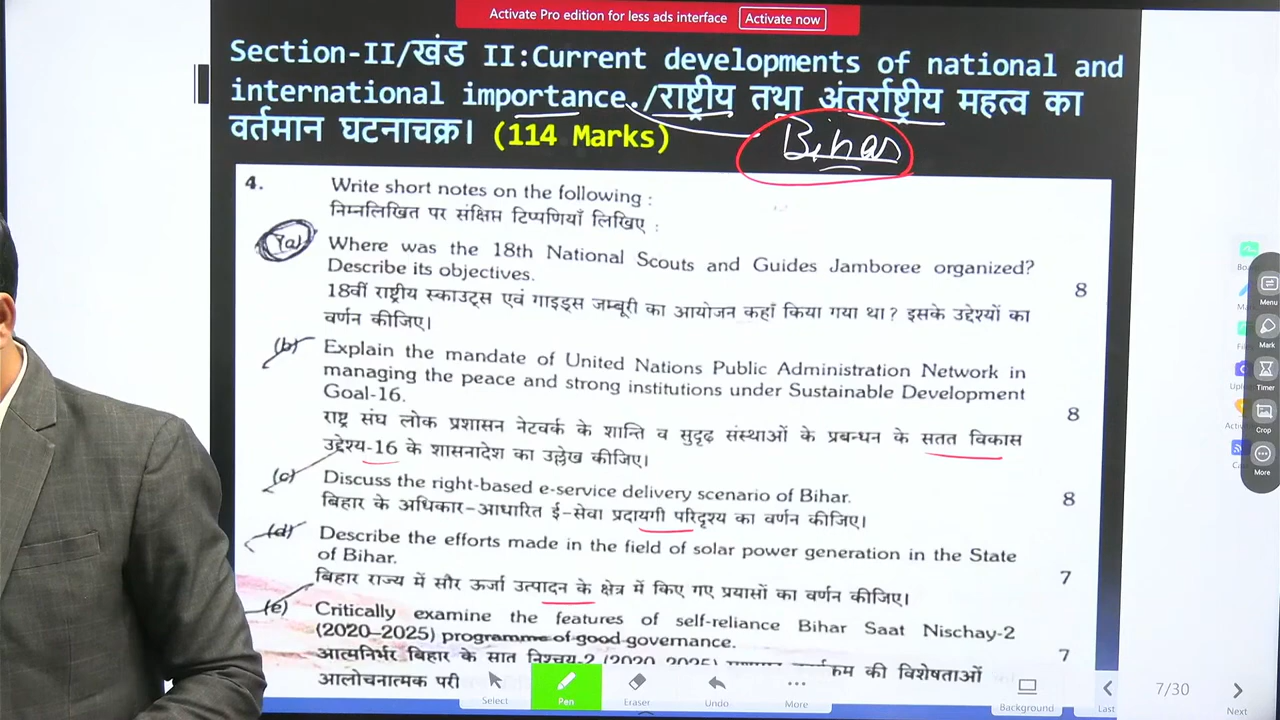 Activate Pro edition for less ads interface Activate now
Section-II/खंड II:Current developments of national and
international importance./राष्ट्रीय तथा अंतर्राष्ट्रीय महत्व का
वर्तमान घटनाचक्र। (114 Marks)
Bihar
4. Write short notes on the following :
निम्नलिखित पर संक्षिप्त टिप्पणियाँ लिखिए :
(a) Where was the 18th National Scouts and Guides Jamboree organized?
Describe its objectives. 8
18वीं राष्ट्रीय स्काउट्स एवं गाइड्स जम्बूरी का आयोजन कहाँ किया गया था? इसके उद्देश्यों का
वर्णन कीजिए।
(b) Explain the mandate of United Nations Public Administration Network in
managing the peace and strong institutions under Sustainable Development
Goal-16. 8
राष्ट्र संघ लोक प्रशासन नेटवर्क के शान्ति व सुदृढ़ संस्थाओं के प्रबन्धन के सतत विकास
उद्देश्य-16 के शासनादेश का उल्लेख कीजिए।
(c) Discuss the right-based e-service delivery scenario of Bihar. 8
बिहार के अधिकार-आधारित ई-सेवा प्रदायगी परिदृश्य का वर्णन कीजिए।
(d) Describe the efforts made in the field of solar power generation in the State
of Bihar. 7
बिहार राज्य में सौर ऊर्जा उत्पादन के क्षेत्र में किए गए प्रयासों का वर्णन कीजिए।
(e) Critically examine the features of self-reliance Bihar Saat Nischay-2
(2020-2025) programme of good governance. 7
आत्मनिर्भर बिहार के सात निश्चय-2 (2020-2025) की विशेषताओं
आलोचनात्मक परी
Select
Pen
Eraser
Undo
More
Background
Last
7/30
Next
Menu
Mark
Timer
Crop
More